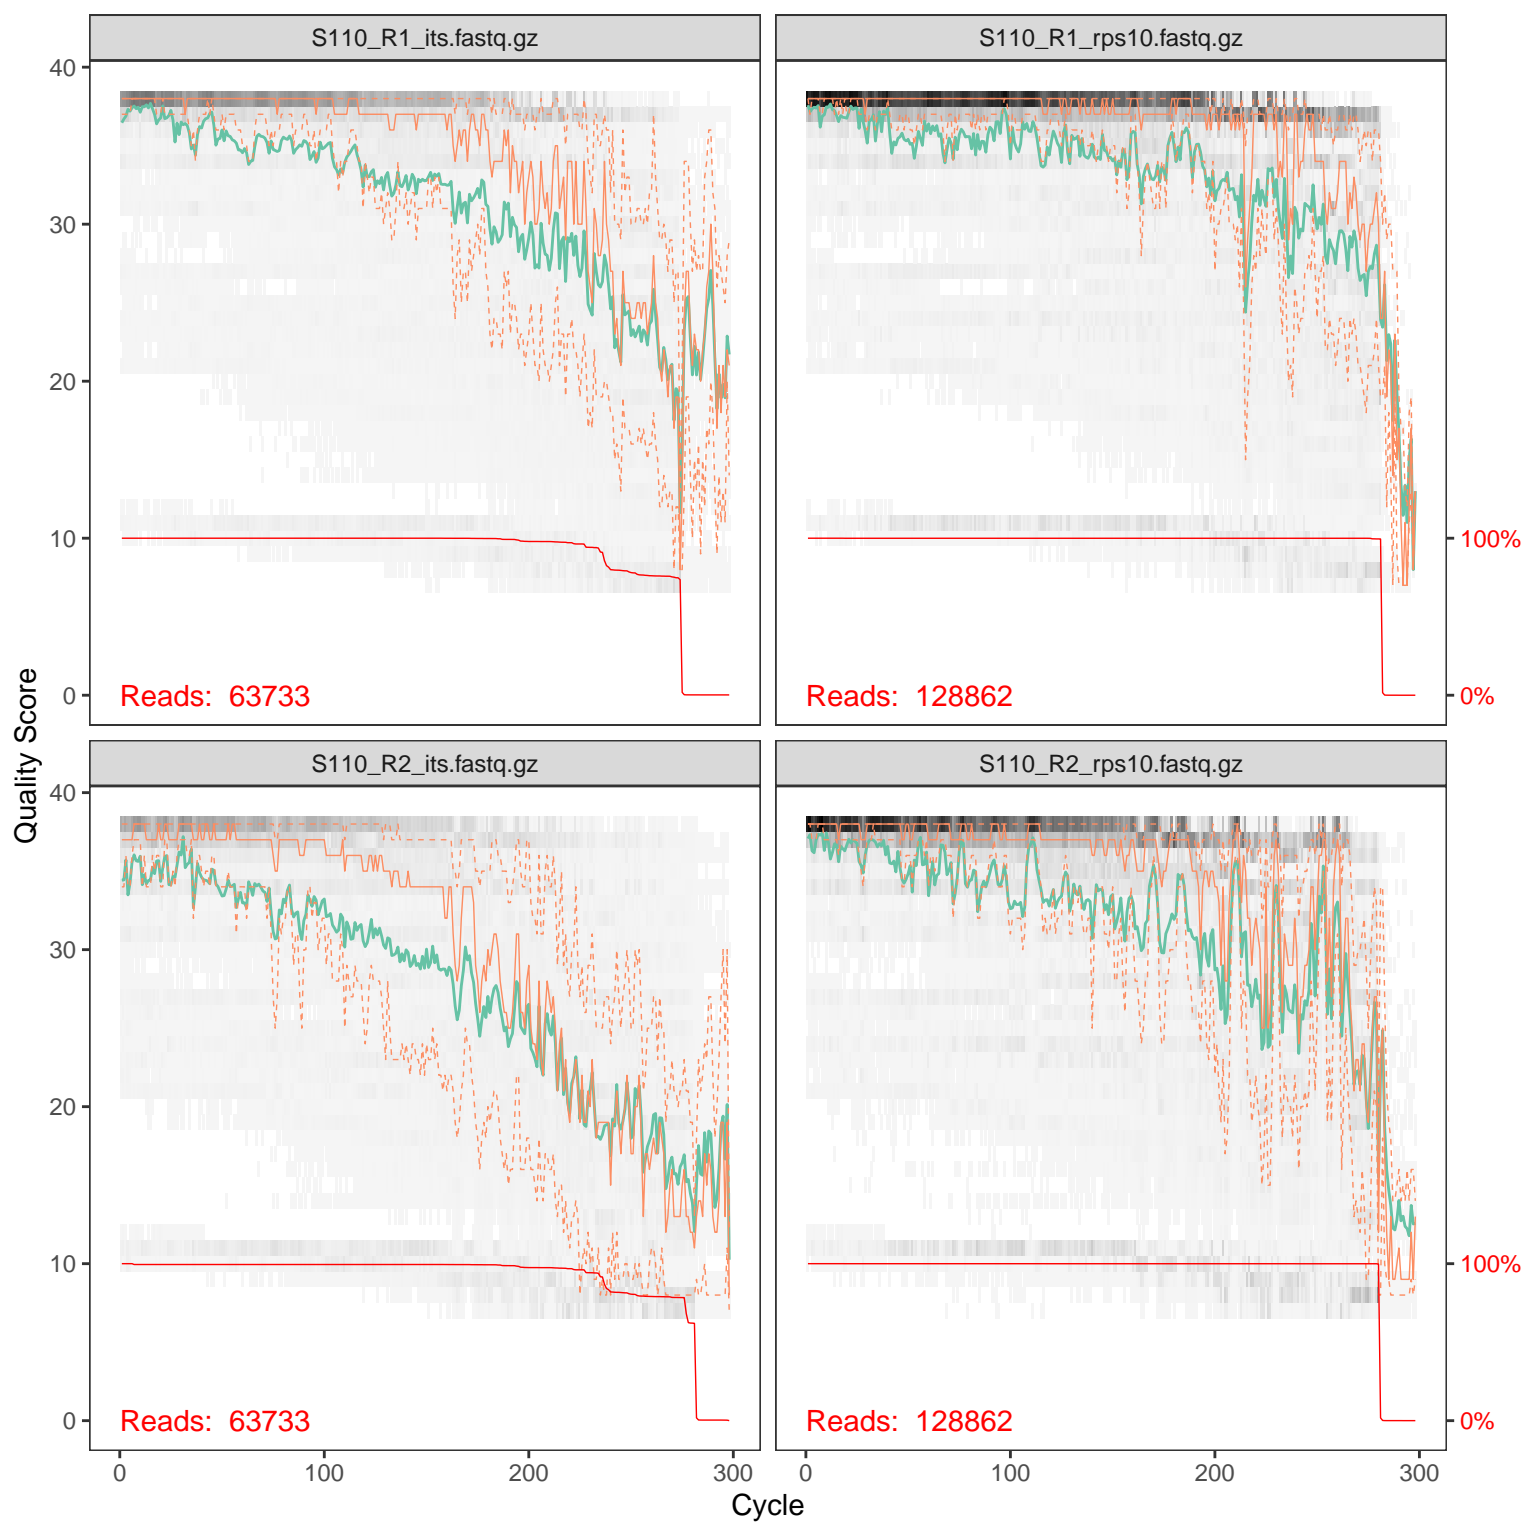 S110_R1_its.fastq.gz
S110_R1_rps10.fastq.gz
40
30
20
10
0
Reads: 63733
Reads: 128862
100%
0%
Quality Score
S110_R2_its.fastq.gz
S110_R2_rps10.fastq.gz
40
30
20
10
0
Reads: 63733
Reads: 128862
100%
0%
0 100 200 300
0 100 200 300
Cycle